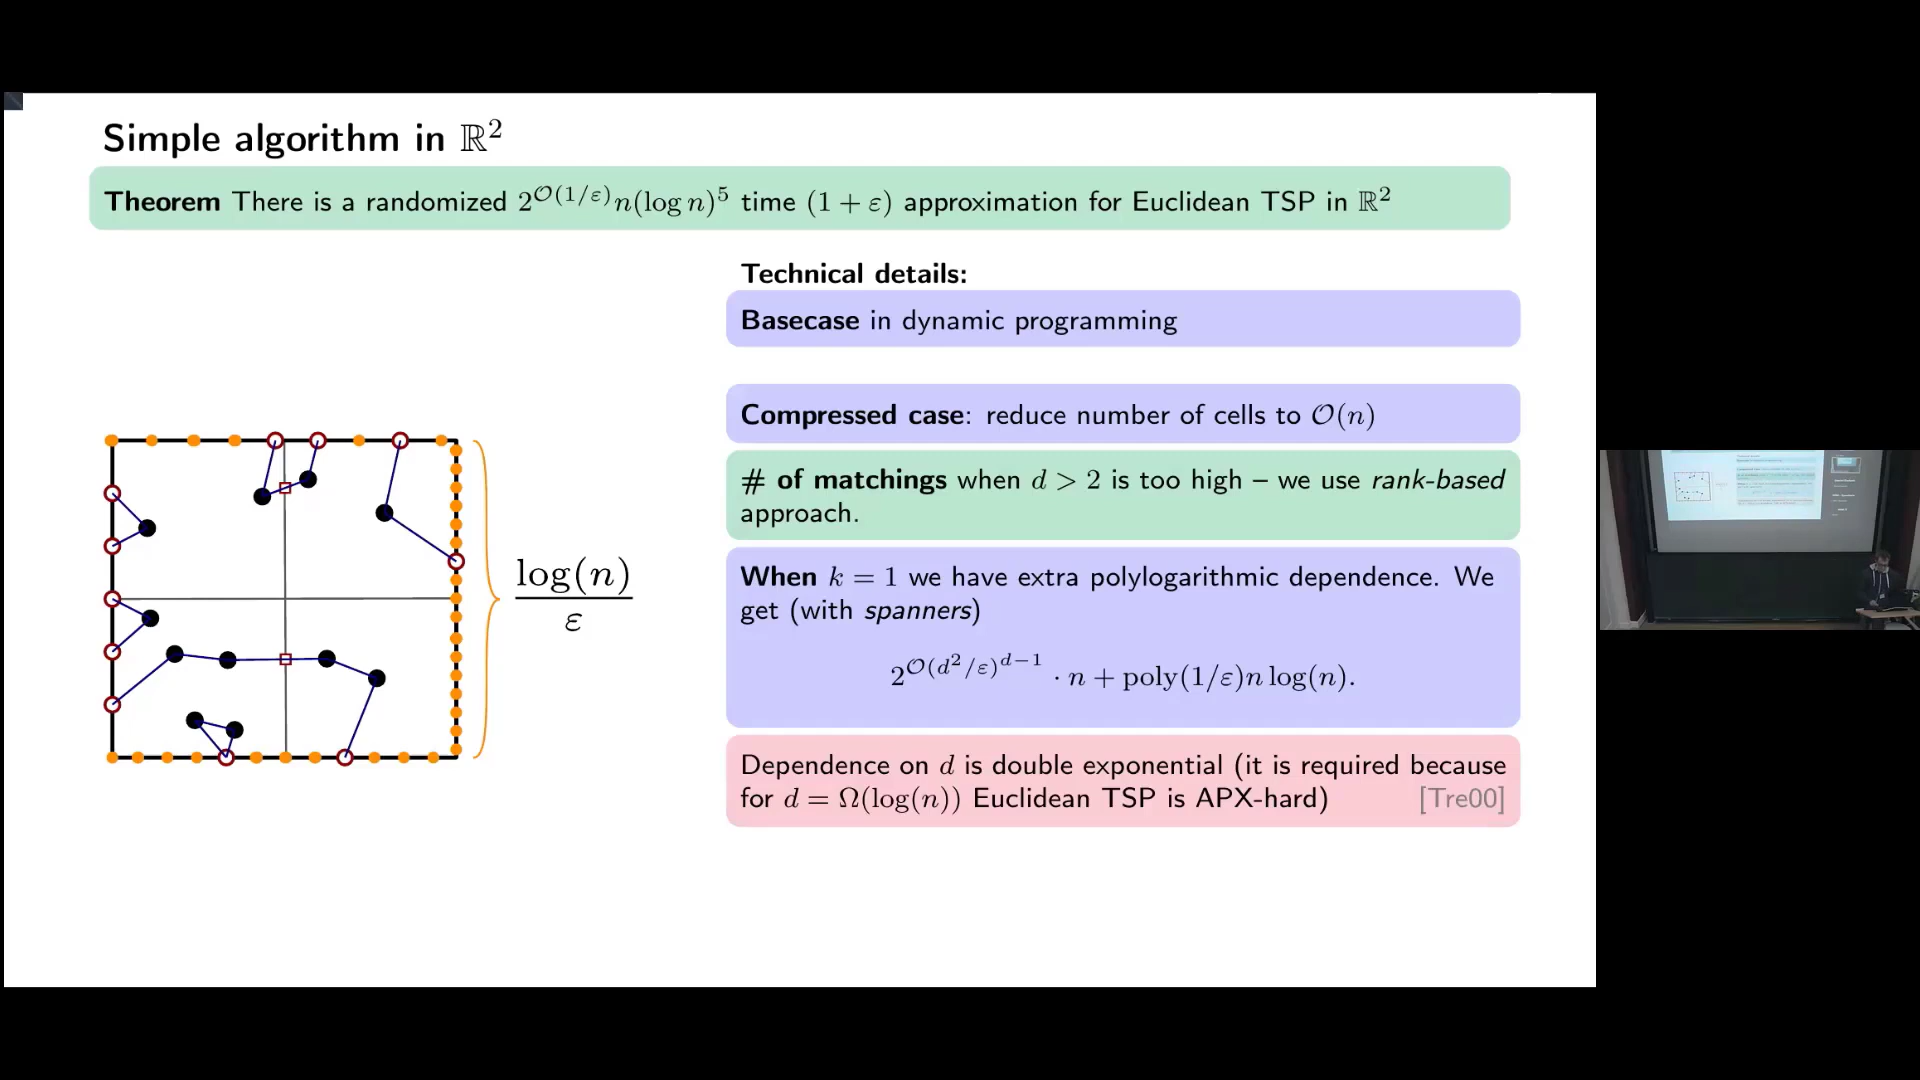 Simple algorithm in ℝ²
Theorem There is a randomized 2^{𝒪(1/ε)}n(log n)⁵ time (1 + ε) approximation for Euclidean TSP in ℝ²
Technical details:
Basecase in dynamic programming
Compressed case: reduce number of cells to 𝒪(n)
# of matchings when d > 2 is too high – we use rank-based
approach.
When k = 1 we have extra polylogarithmic dependence. We
get (with spanners)
2^{𝒪(d²/ε)^{d−1}} · n + poly(1/ε)n log(n).
Dependence on d is double exponential (it is required because
for d = Ω(log(n)) Euclidean TSP is APX-hard) [Tre00]
log(n)
ε